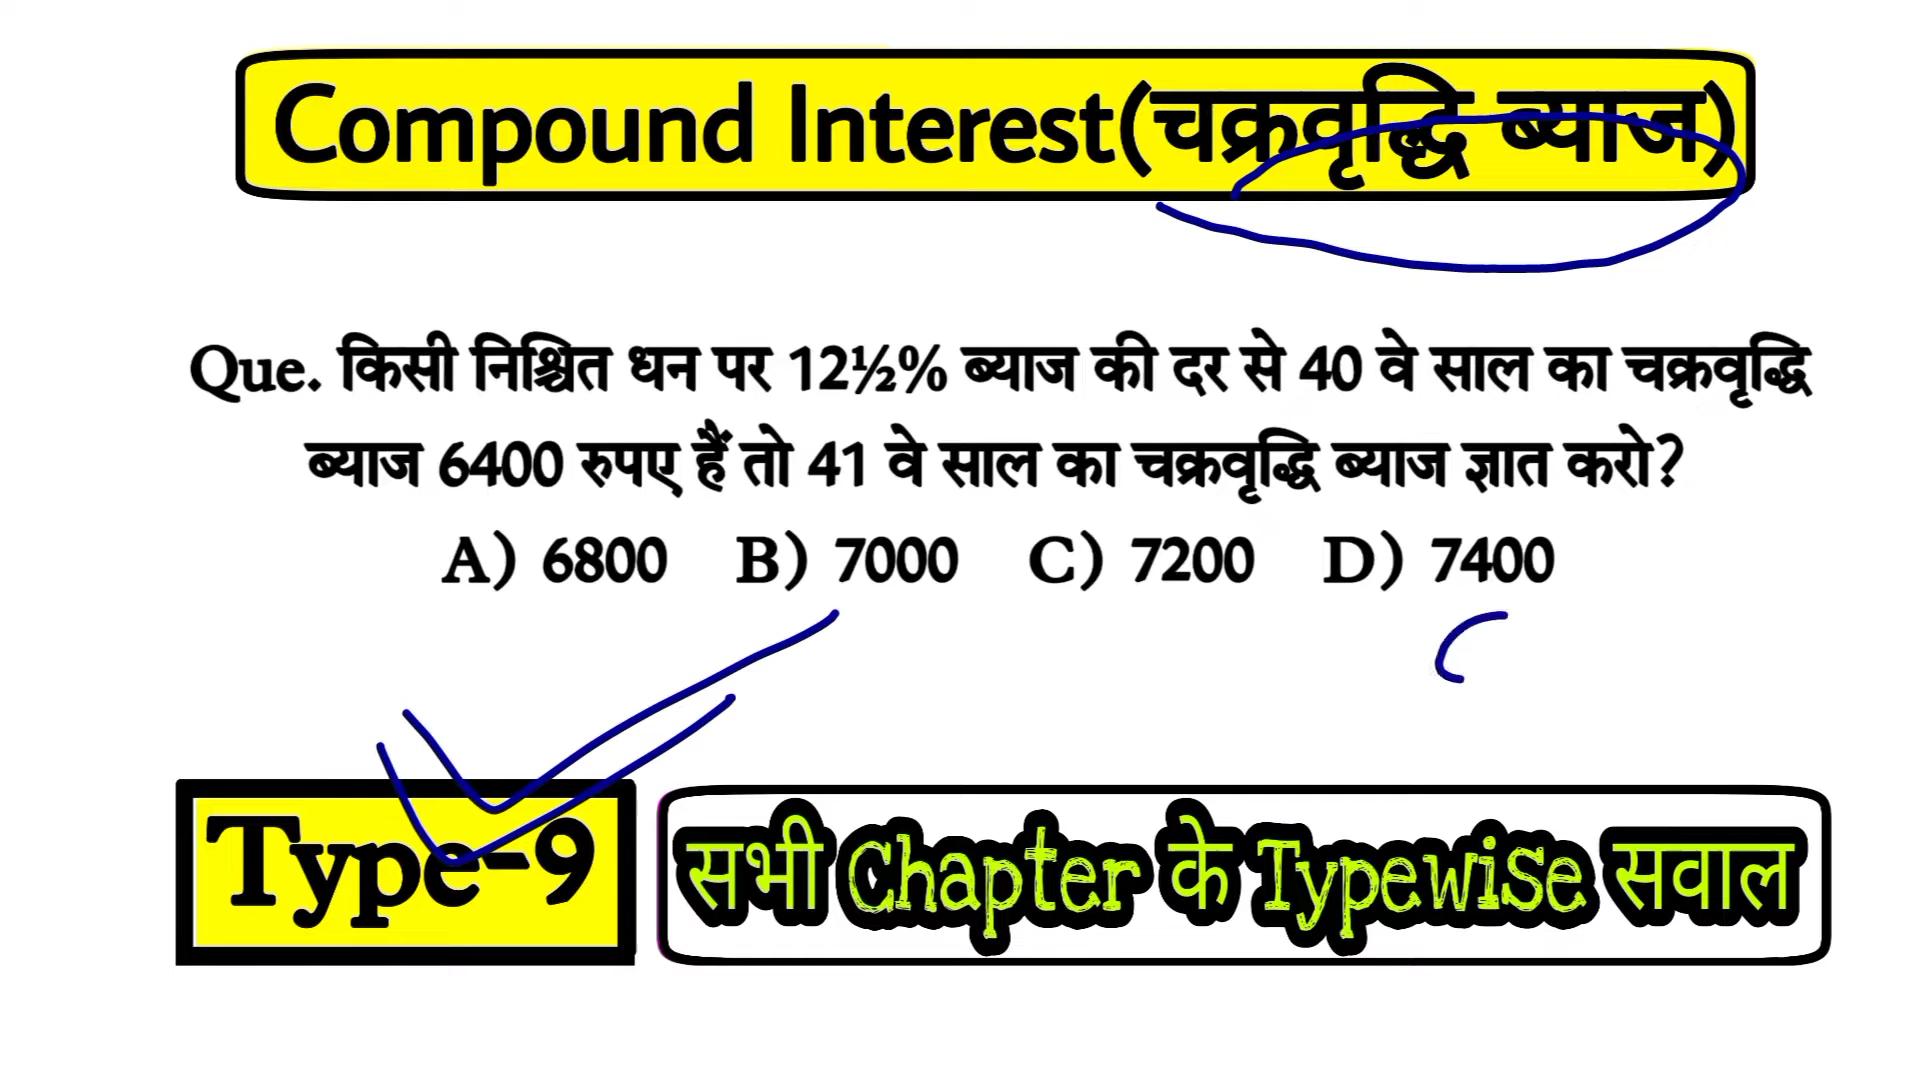 Compound Interest(चक्रवृद्धि ब्याज)
Que. किसी निश्चित धन पर 12½% ब्याज की दर से 40 वे साल का चक्रवृद्धि
ब्याज 6400 रुपए हैं तो 41 वे साल का चक्रवृद्धि ब्याज ज्ञात करो?
A) 6800 B) 7000 C) 7200 D) 7400
Type-9
सभी Chapter के Typewise सवाल